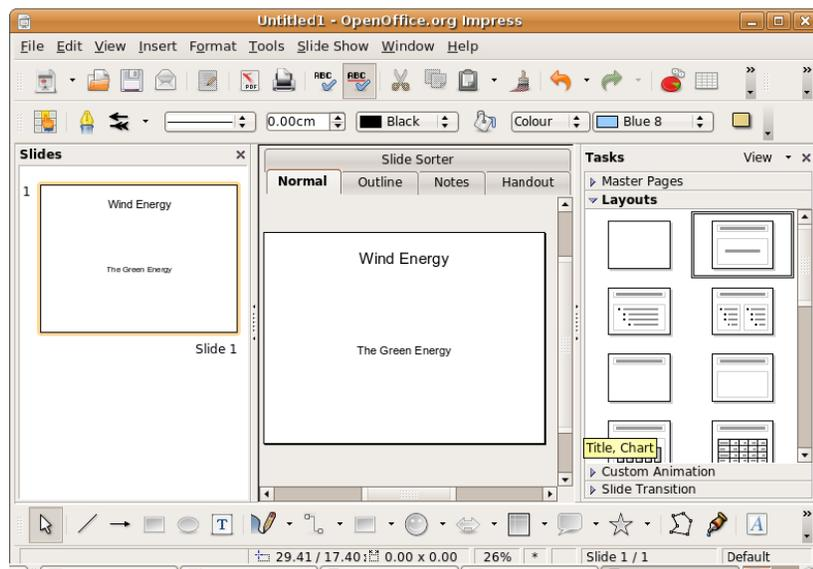 Untitled1 - OpenOffice.org Impress
File Edit View Insert Format Tools Slide Show Window Help
PDF ABC ABC
0.00cm Black Colour Blue 8
Slides
1
Wind Energy
The Green Energy
Slide 1
Slide Sorter
Normal Outline Notes Handout
Wind Energy
The Green Energy
Tasks View
Master Pages
Layouts
Title, Chart
Custom Animation
Slide Transition
T A
29.41 / 17.40 0.00 x 0.00 26% * Slide 1 / 1 Default